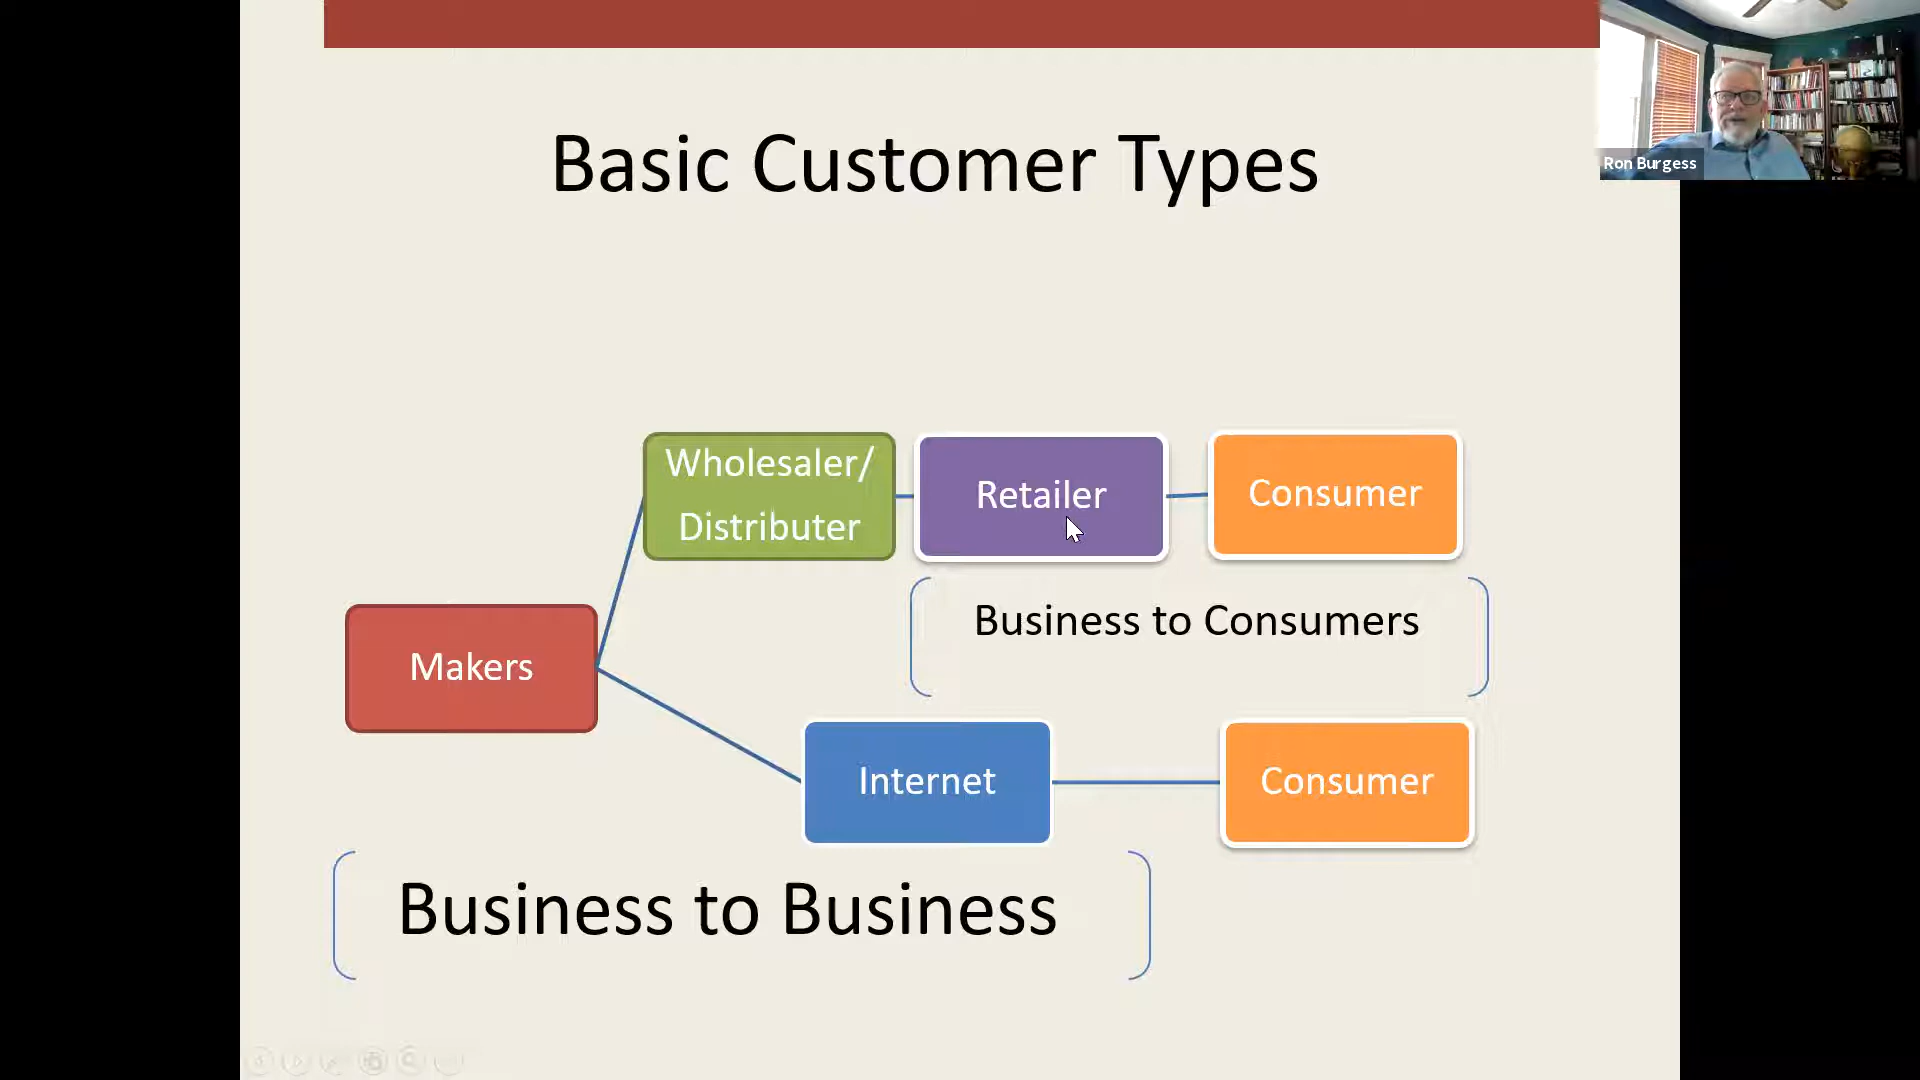 Basic Customer Types
Ron Burgess
Wholesaler/
Distributer
Retailer
Consumer
Business to Consumers
Makers
Internet
Consumer
Business to Business